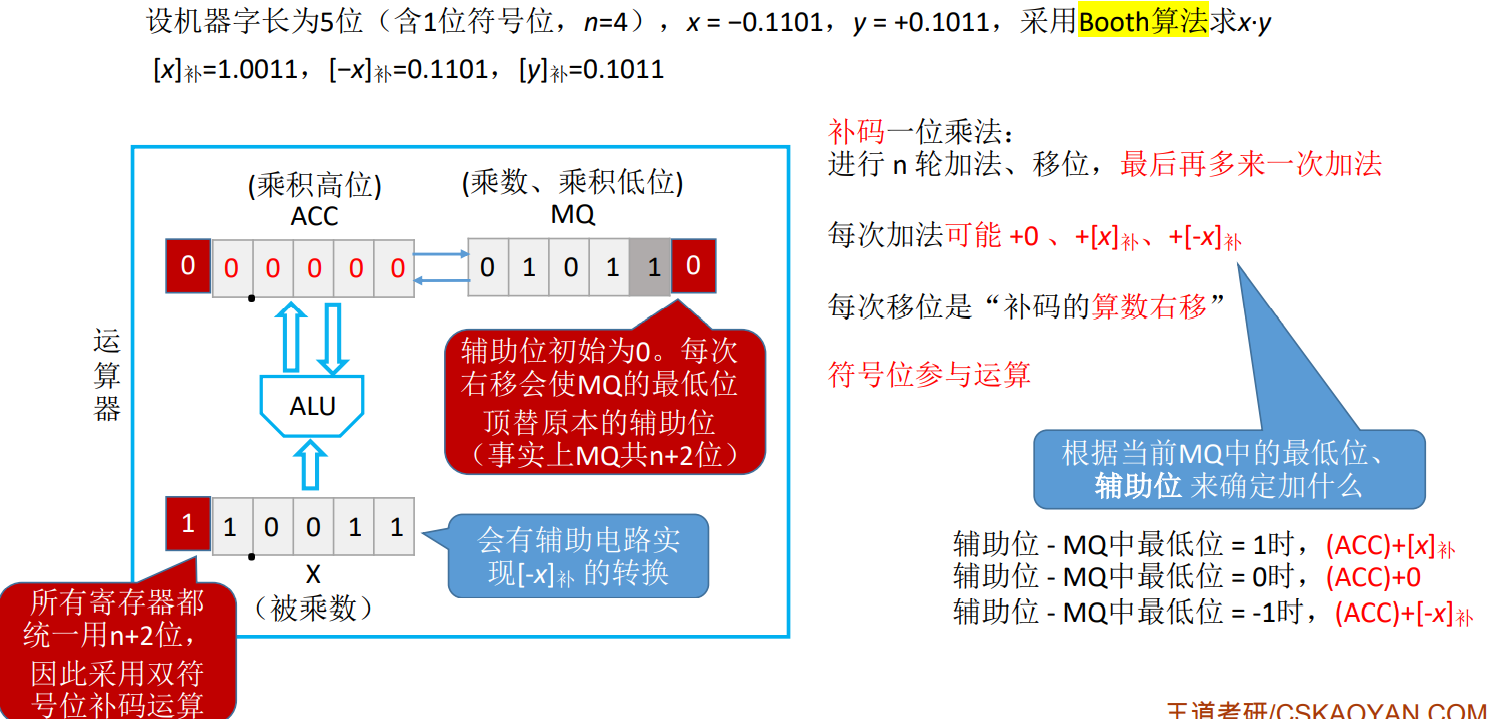 设机器字长为5位（含1位符号位，n=4），x = −0.1101，y = +0.1011，采用Booth算法求x·y
[x]补=1.0011，[−x]补=0.1101，[y]补=0.1011
补码一位乘法：
进行 n 轮加法、移位，最后再多来一次加法
每次加法可能 +0 、+[x]补、+[-x]补
每次移位是“补码的算数右移”
符号位参与运算
根据当前MQ中的最低位、
辅助位 来确定加什么
辅助位 - MQ中最低位 = 1时，(ACC)+[x]补
辅助位 - MQ中最低位 = 0时，(ACC)+0
辅助位 - MQ中最低位 = -1时，(ACC)+[-x]补
运
算
器
(乘积高位)
ACC
(乘数、乘积低位)
MQ
0 0 0 0 0 0
0 1 0 1 1 0
辅助位初始为0。每次
右移会使MQ的最低位
顶替原本的辅助位
（事实上MQ共n+2位）
ALU
1 1 0 0 1 1
X
（被乘数）
会有辅助电路实
现[-x]补 的转换
所有寄存器都
统一用n+2位，
因此采用双符
号位补码运算
王道考研/CSKAOYAN.COM